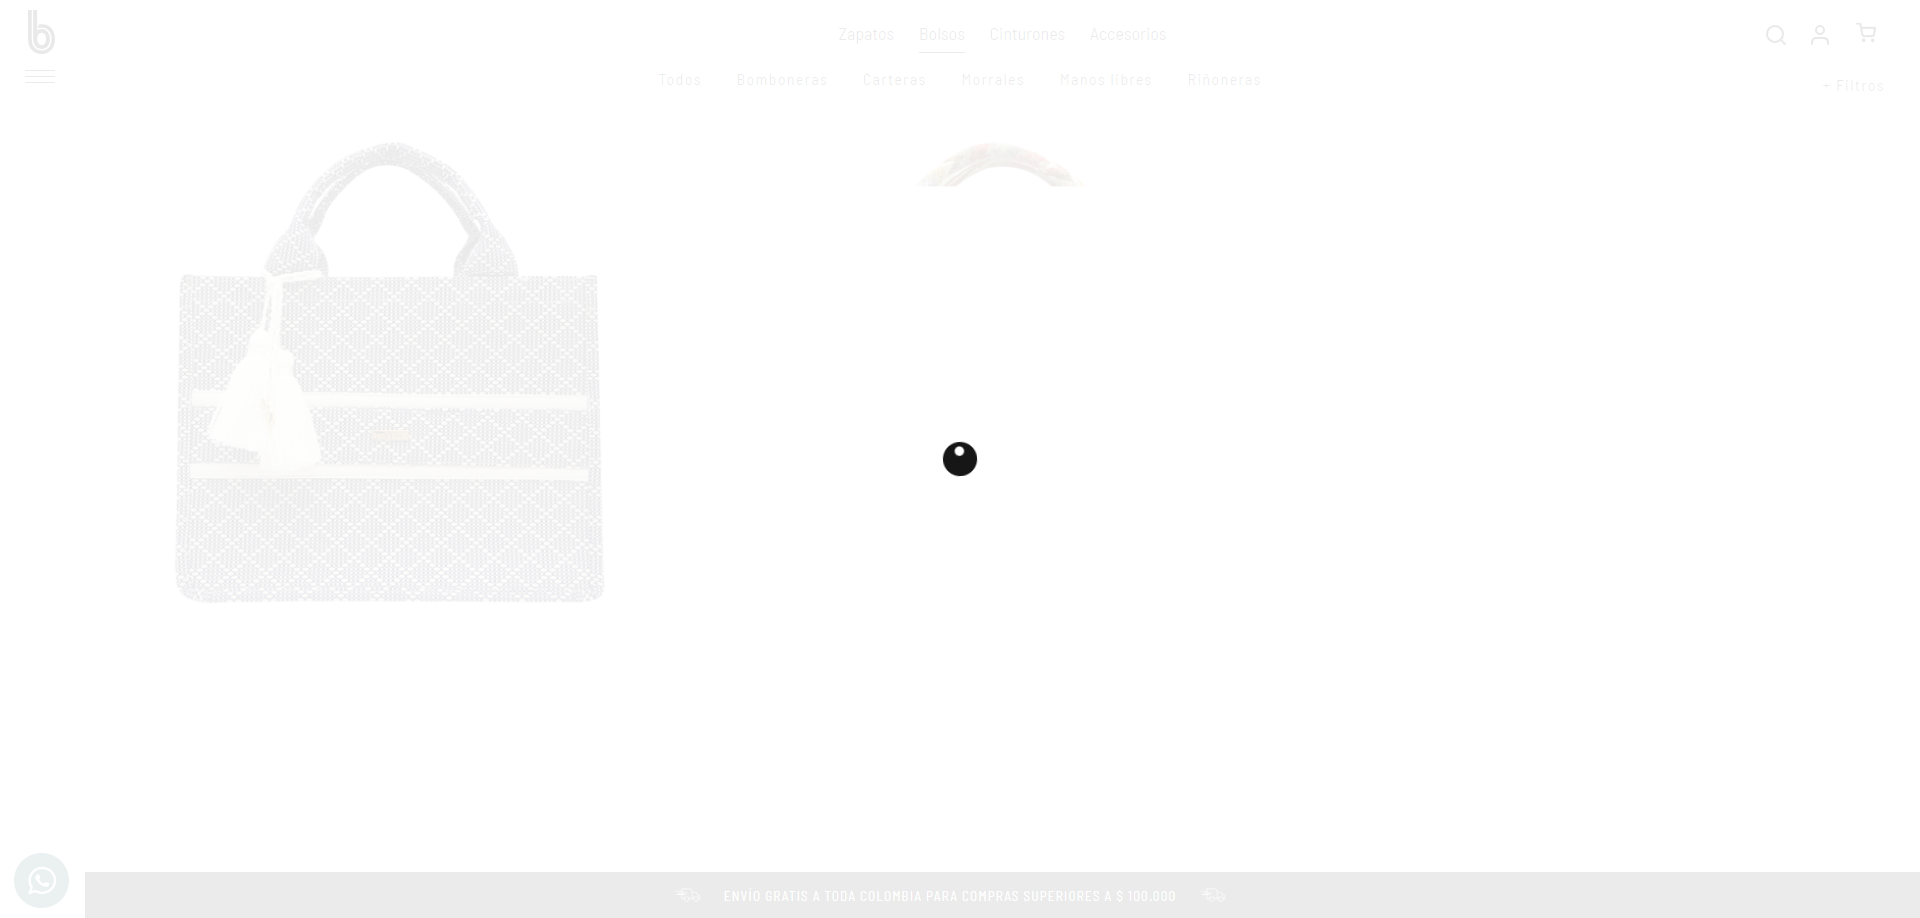 b
Zapatos Bolsos Cinturones Accesorios
Todos Bomboneras Carteras Morrales Manos libres Riñoneras
+ Filtros
ENVÍO GRATIS A TODA COLOMBIA PARA COMPRAS SUPERIORES A $ 100.000